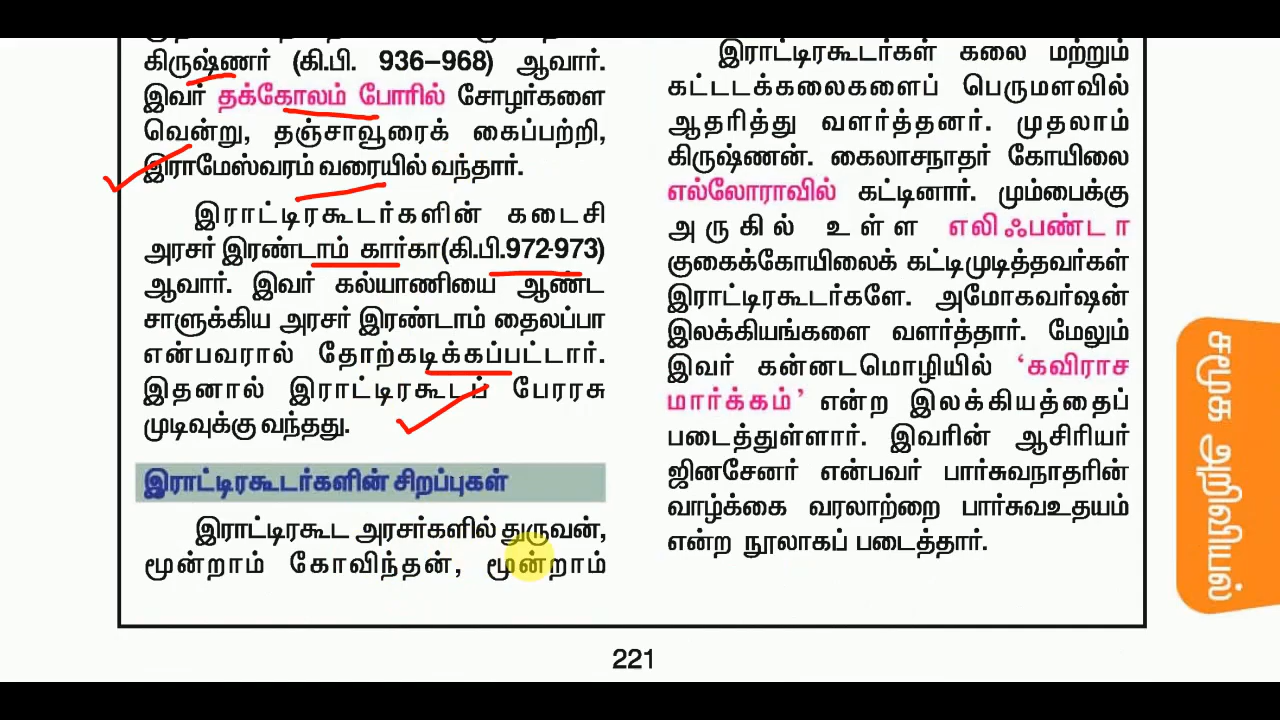 கிருஷ்ணர் (கி.பி. 936–968) ஆவார்.
இவர் தக்கோலம் போரில் சோழர்களை
வென்று, தஞ்சாவூரைக் கைப்பற்றி,
இராமேஸ்வரம் வரையில் வந்தார்.
இராட்டிரகூடர்களின் கடைசி
அரசர் இரண்டாம் கார்கா(கி.பி.972-973)
ஆவார். இவர் கல்யாணியை ஆண்ட
சாளுக்கிய அரசர் இரண்டாம் தைலப்பா
என்பவரால் தோற்கடிக்கப்பட்டார்.
இதனால் இராட்டிரகூடப் பேரரசு
முடிவுக்கு வந்தது.
இராட்டிரகூடர்களின் சிறப்புகள்
இராட்டிரகூட அரசர்களில் துருவன்,
மூன்றாம் கோவிந்தன், மூன்றாம்
இராட்டிரகூடர்கள் கலை மற்றும்
கட்டடக்கலைகளைப் பெருமளவில்
ஆதரித்து வளர்த்தனர். முதலாம்
கிருஷ்ணன். கைலாசநாதர் கோயிலை
எல்லோராவில் கட்டினார். மும்பைக்கு
அருகில் உள்ள எலிஃபண்டா
குகைக்கோயிலைக் கட்டிமுடித்தவர்கள்
இராட்டிரகூடர்களே. அமோகவர்ஷன்
இலக்கியங்களை வளர்த்தார். மேலும்
இவர் கன்னடமொழியில் ‘கவிராச
மார்க்கம்’ என்ற இலக்கியத்தைப்
படைத்துள்ளார். இவரின் ஆசிரியர்
ஜினசேனர் என்பவர் பார்சுவநாதரின்
வாழ்க்கை வரலாற்றை பார்சுவஉதயம்
என்ற நூலாகப் படைத்தார்.
சமூக அறிவியல்
221